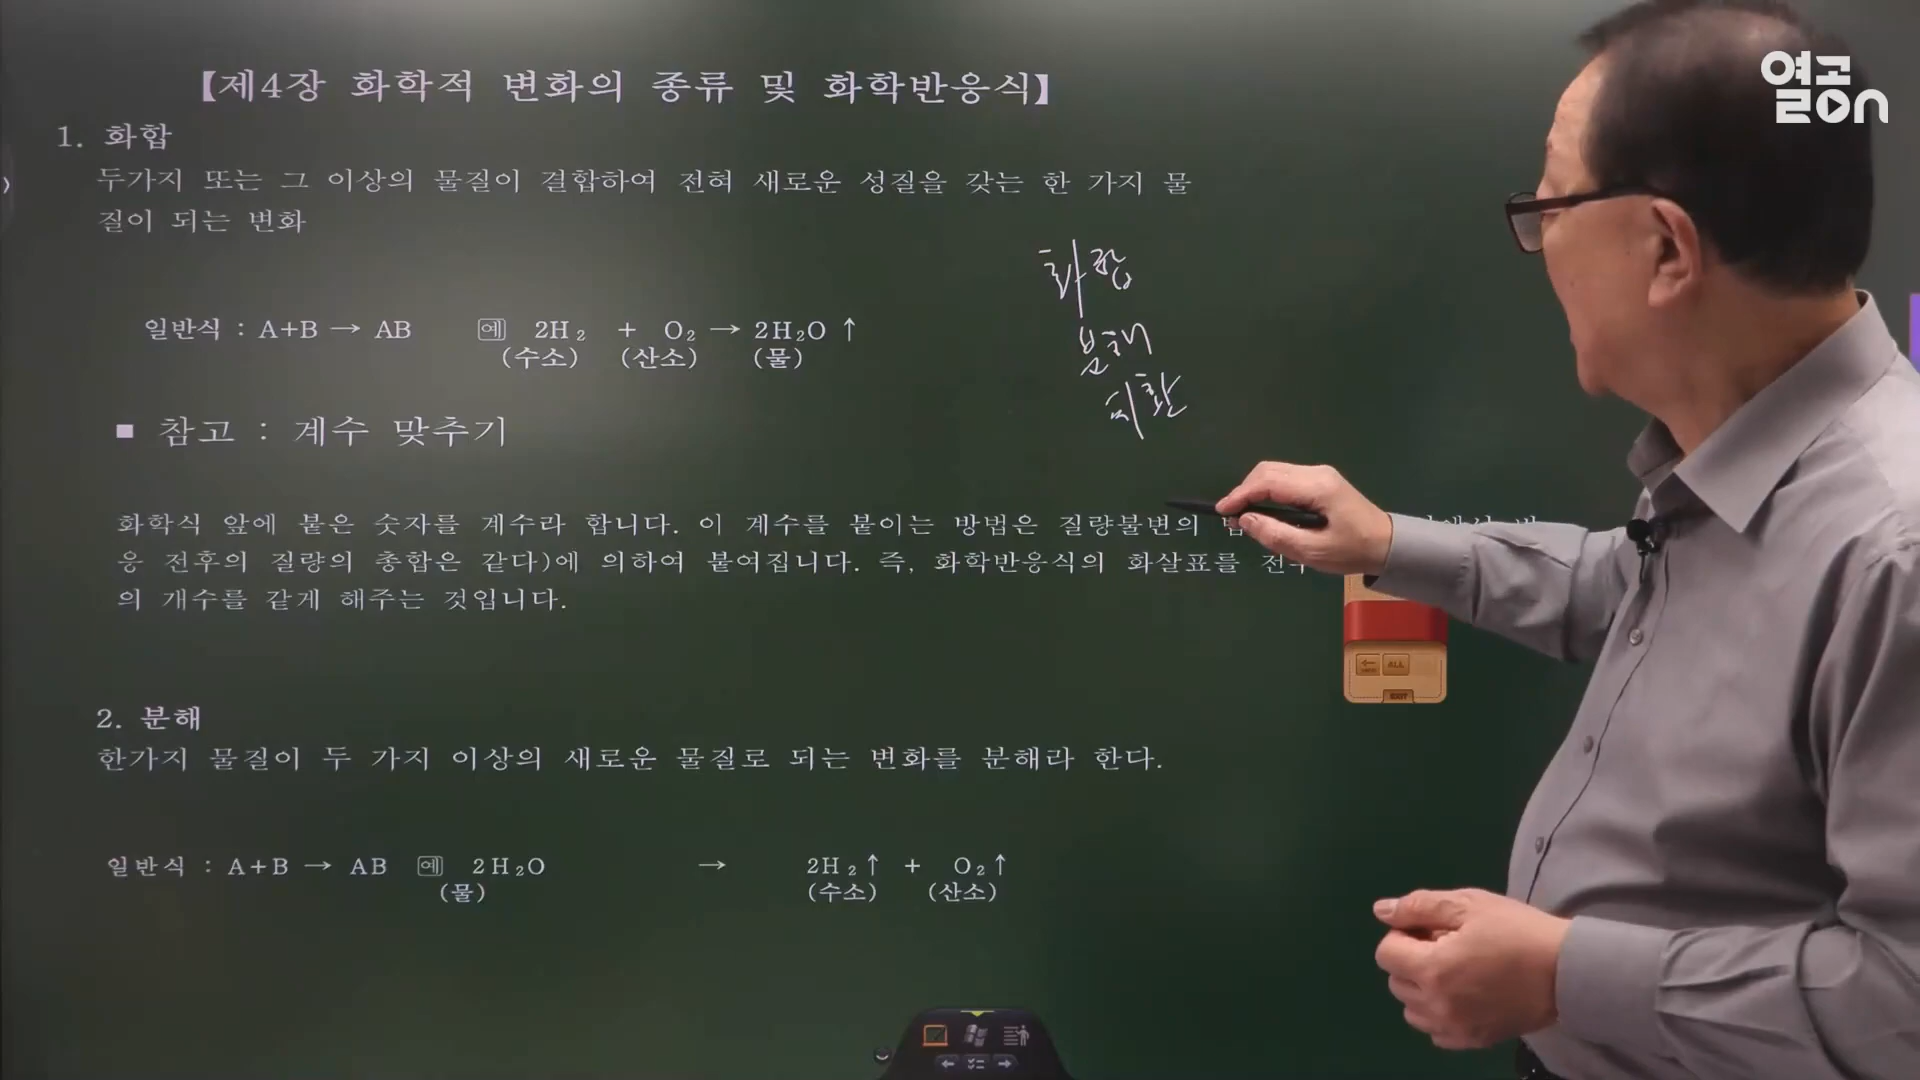 열공ON
【제4장 화학적 변화의 종류 및 화학반응식】
1. 화합
두가지 또는 그 이상의 물질이 결합하여 전혀 새로운 성질을 갖는 한 가지 물
질이 되는 변화
화합
분해
치환
일반식 : A+B → AB 예 2H₂ + O₂ → 2H₂O ↑
(수소) (산소) (물)
■ 참고 : 계수 맞추기
화학식 앞에 붙은 숫자를 계수라 합니다. 이 계수를 붙이는 방법은 질량불변의
응 전후의 질량의 총합은 같다)에 의하여 붙여집니다. 즉, 화학반응식의 화살표를
의 개수를 같게 해주는 것입니다.
← ALL
EXIT
2. 분해
한가지 물질이 두 가지 이상의 새로운 물질로 되는 변화를 분해라 한다.
일반식 : A+B → AB 예 2H₂O → 2H₂↑ + O₂↑
(물) (수소) (산소)